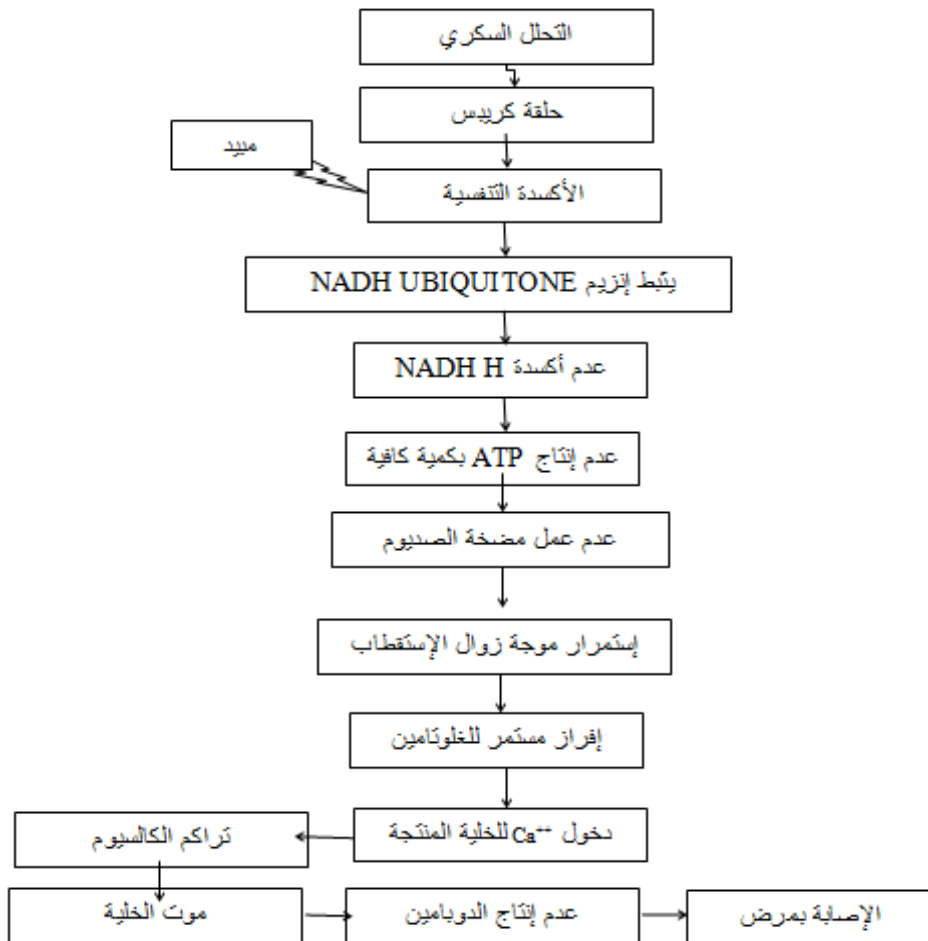 التحلل السكري
حلقة كريبس
مبيد
الأكسدة التنفسية
يثبط إنزيم NADH UBIQUITONE
عدم أكسدة NADH H
عدم إنتاج ATP بكمية كافية
عدم عمل مضخة الصديوم
إستمرار موجة زوال الإستقطاب
إفراز مستمر للغلوتامين
دخول Ca++ للخلية المنتجة
تراكم الكالسيوم
موت الخلية
عدم إنتاج الدوبامين
الإصابة بمرض